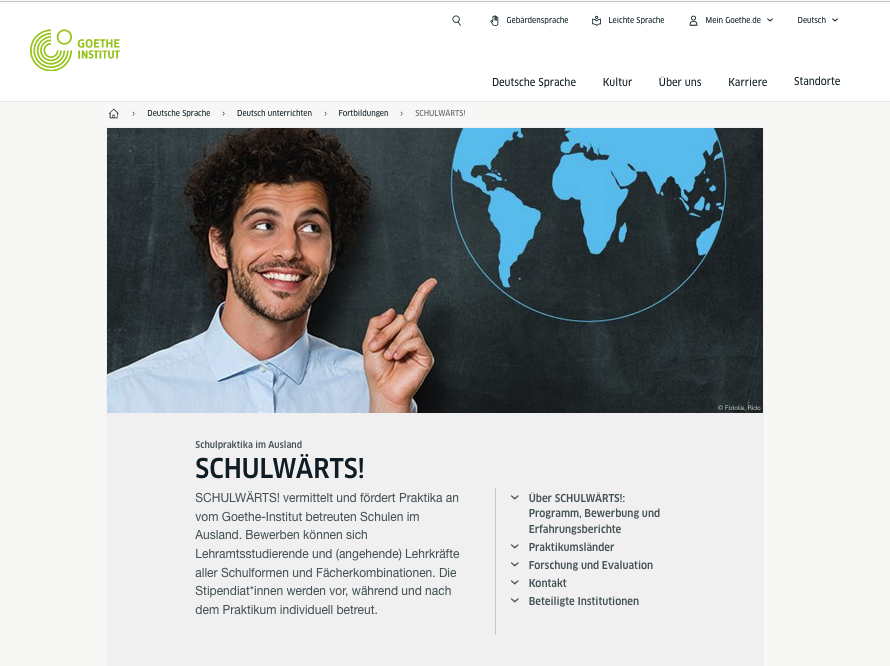 Gebärdensprache
Leichte Sprache
Mein Goethe.de
Deutsch
GOETHE
INSTITUT
Deutsche Sprache
Kultur
Über uns
Karriere
Standorte
Deutsche Sprache
Deutsch unterrichten
Fortbildungen
SCHULWÄRTS!
© Fotolia, Rido
Schulpraktika im Ausland
SCHULWÄRTS!
SCHULWÄRTS! vermittelt und fördert Praktika an
vom Goethe-Institut betreuten Schulen im
Ausland. Bewerben können sich
Lehramtsstudierende und (angehende) Lehrkräfte
aller Schulformen und Fächerkombinationen. Die
Stipendiat*innen werden vor, während und nach
dem Praktikum individuell betreut.
Über SCHULWÄRTS!:
Programm, Bewerbung und
Erfahrungsberichte
Praktikumsländer
Forschung und Evaluation
Kontakt
Beteiligte Institutionen